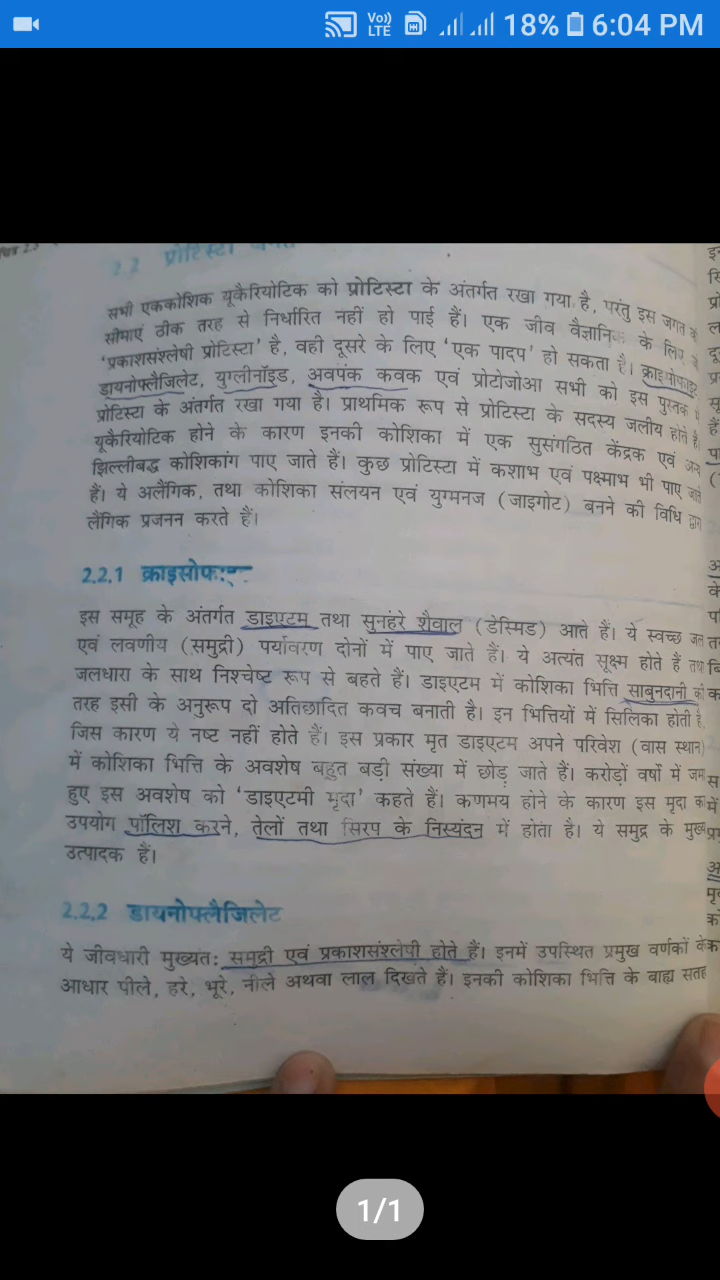 Vo)) LTE 18% 6:04 PM
2.2 प्रोटिस्टा जगत
सभी एककोशिक यूकैरियोटिक को प्रोटिस्टा के अंतर्गत रखा गया है, परंतु इस जगत की
सीमाएं ठीक तरह से निर्धारित नहीं हो पाई हैं। एक जीव वैज्ञानिक के लिए जो
'प्रकाशसंश्लेषी प्रोटिस्टा' है, वही दूसरे के लिए 'एक पादप' हो सकता है। क्राइसोफाइट
डायनोफ्लैजिलेट, युग्लीनॉइड, अवपंक कवक एवं प्रोटोजोआ सभी को इस पुस्तक में
प्रोटिस्टा के अंतर्गत रखा गया है। प्राथमिक रूप से प्रोटिस्टा के सदस्य जलीय होते हैं।
यूकैरियोटिक होने के कारण इनकी कोशिका में एक सुसंगठित केंद्रक एवं अन्य
झिल्लीबद्ध कोशिकांग पाए जाते हैं। कुछ प्रोटिस्टा में कशाभ एवं पक्ष्माभ भी पाए जाते
हैं। ये अलैंगिक, तथा कोशिका संलयन एवं युग्मनज (जाइगोट) बनने की विधि द्वारा
लैंगिक प्रजनन करते हैं।
2.2.1
इस समूह के अंतर्गत डाइएटम तथा सुनहरे शैवाल (डेस्मिड) आते हैं। ये स्वच्छ जल
एवं लवणीय (समुद्री) पर्यावरण दोनों में पाए जाते हैं। ये अत्यंत सूक्ष्म होते हैं तथा
जलधारा के साथ निश्चेष्ट रूप से बहते हैं। डाइएटम में कोशिका भित्ति साबुनदानी की
तरह इसी के अनुरूप दो अतिछादित कवच बनाती है। इन भित्तियों में सिलिका होती है,
जिस कारण ये नष्ट नहीं होते हैं। इस प्रकार मृत डाइएटम अपने परिवेश (वास स्थान)
में कोशिका भित्ति के अवशेष बहुत बड़ी संख्या में छोड़ जाते हैं। करोड़ों वर्षों में जमा
हुए इस अवशेष को 'डाइएटमी मृदा' कहते हैं। कणमय होने के कारण इस मृदा का
उपयोग पॉलिश करने, तेलों तथा सिरप के निस्यंदन में होता है। ये समुद्र के मुख्य
उत्पादक हैं।
2.2.2 डायनोफ्लैजिलेट
ये जीवधारी मुख्यतः समुद्री एवं प्रकाशसंश्लेषी होते हैं। इनमें उपस्थित प्रमुख वर्णकों के
आधार पीले, हरे, भूरे, नीले अथवा लाल दिखते हैं। इनकी कोशिका भित्ति के बाह्य सतह
1/1